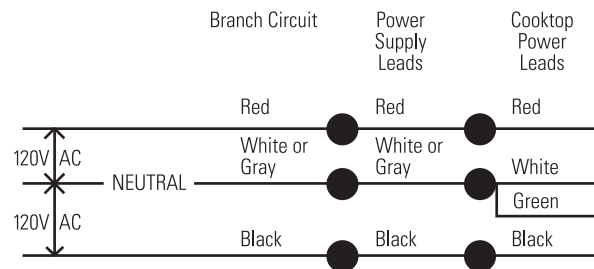 Branch Circuit
Power
Supply
Leads
Cooktop
Power
Leads
Red
Red
Red
120V AC
White or
Gray
White or
Gray
White
NEUTRAL
Green
120V AC
Black
Black
Black